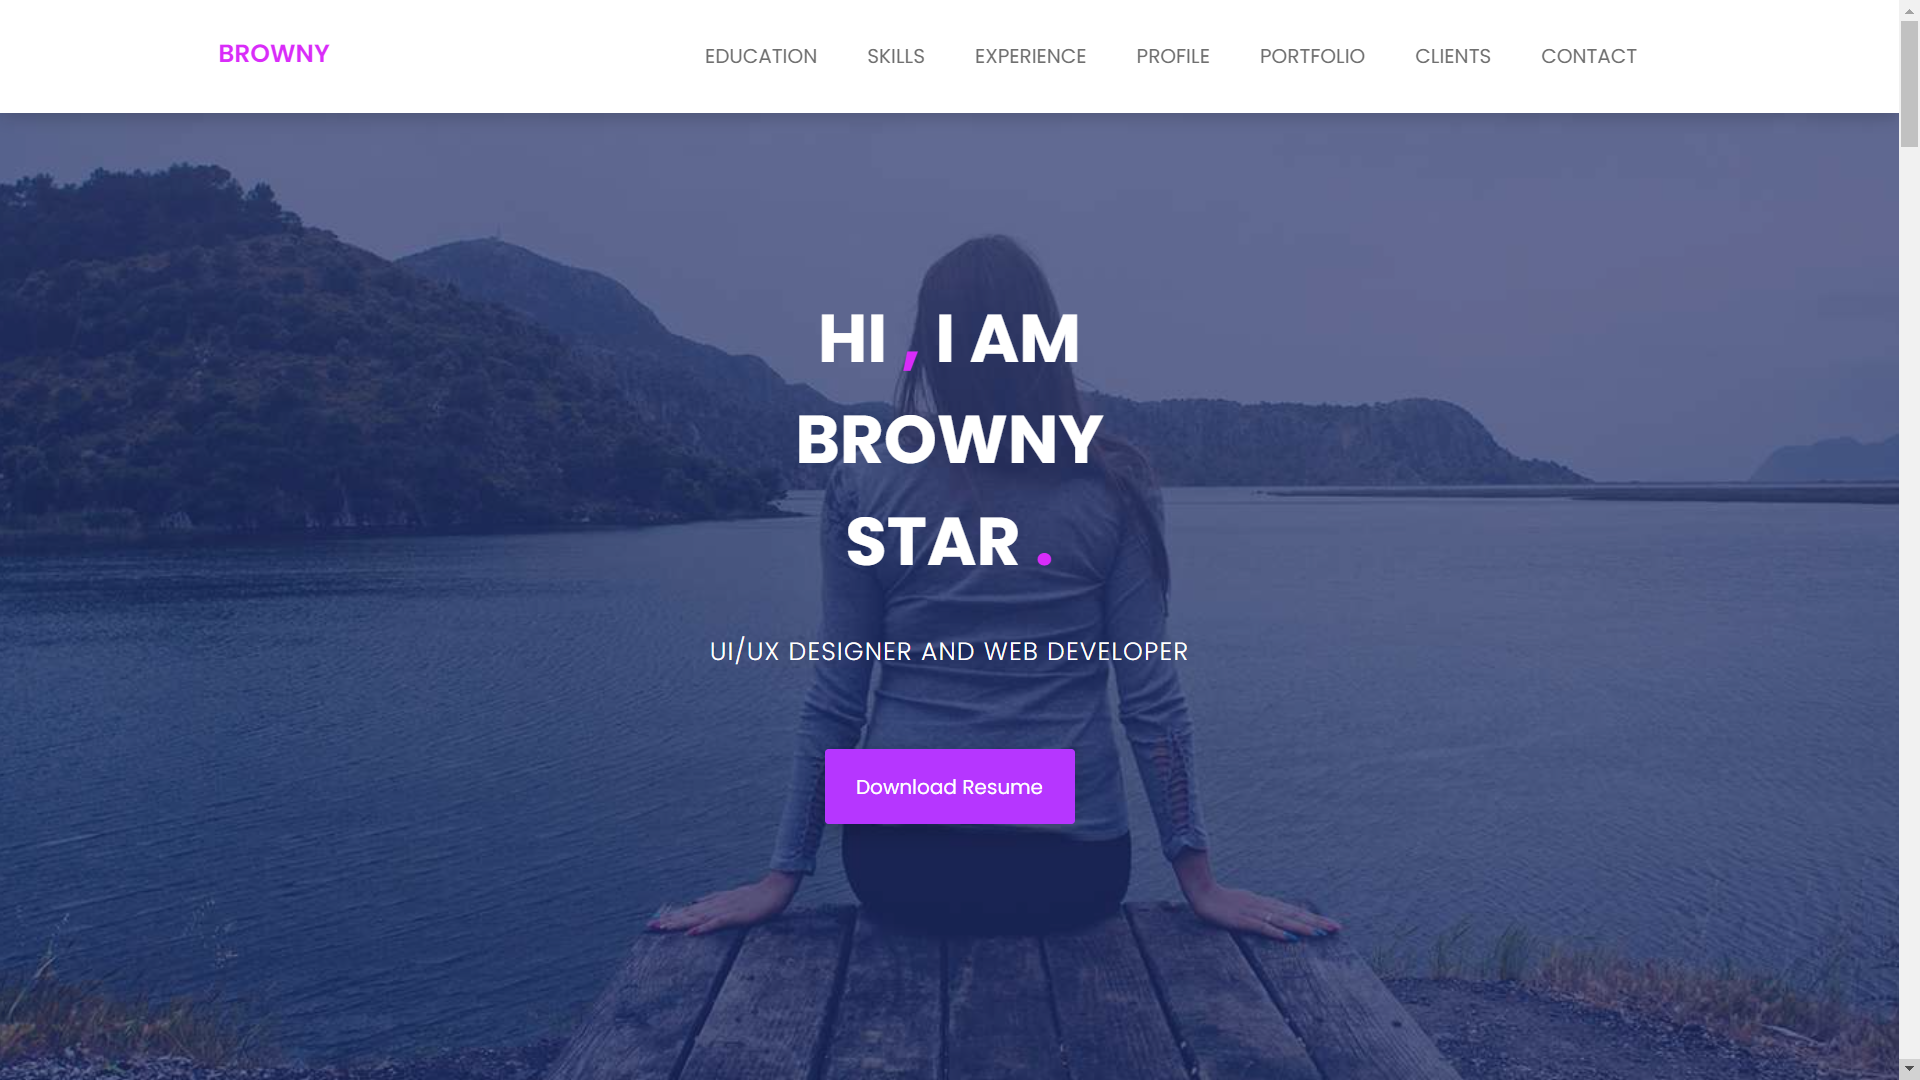 BROWNY
EDUCATION SKILLS EXPERIENCE PROFILE PORTFOLIO CLIENTS CONTACT
HI , I AM
BROWNY
STAR .
UI/UX DESIGNER AND WEB DEVELOPER
Download Resume